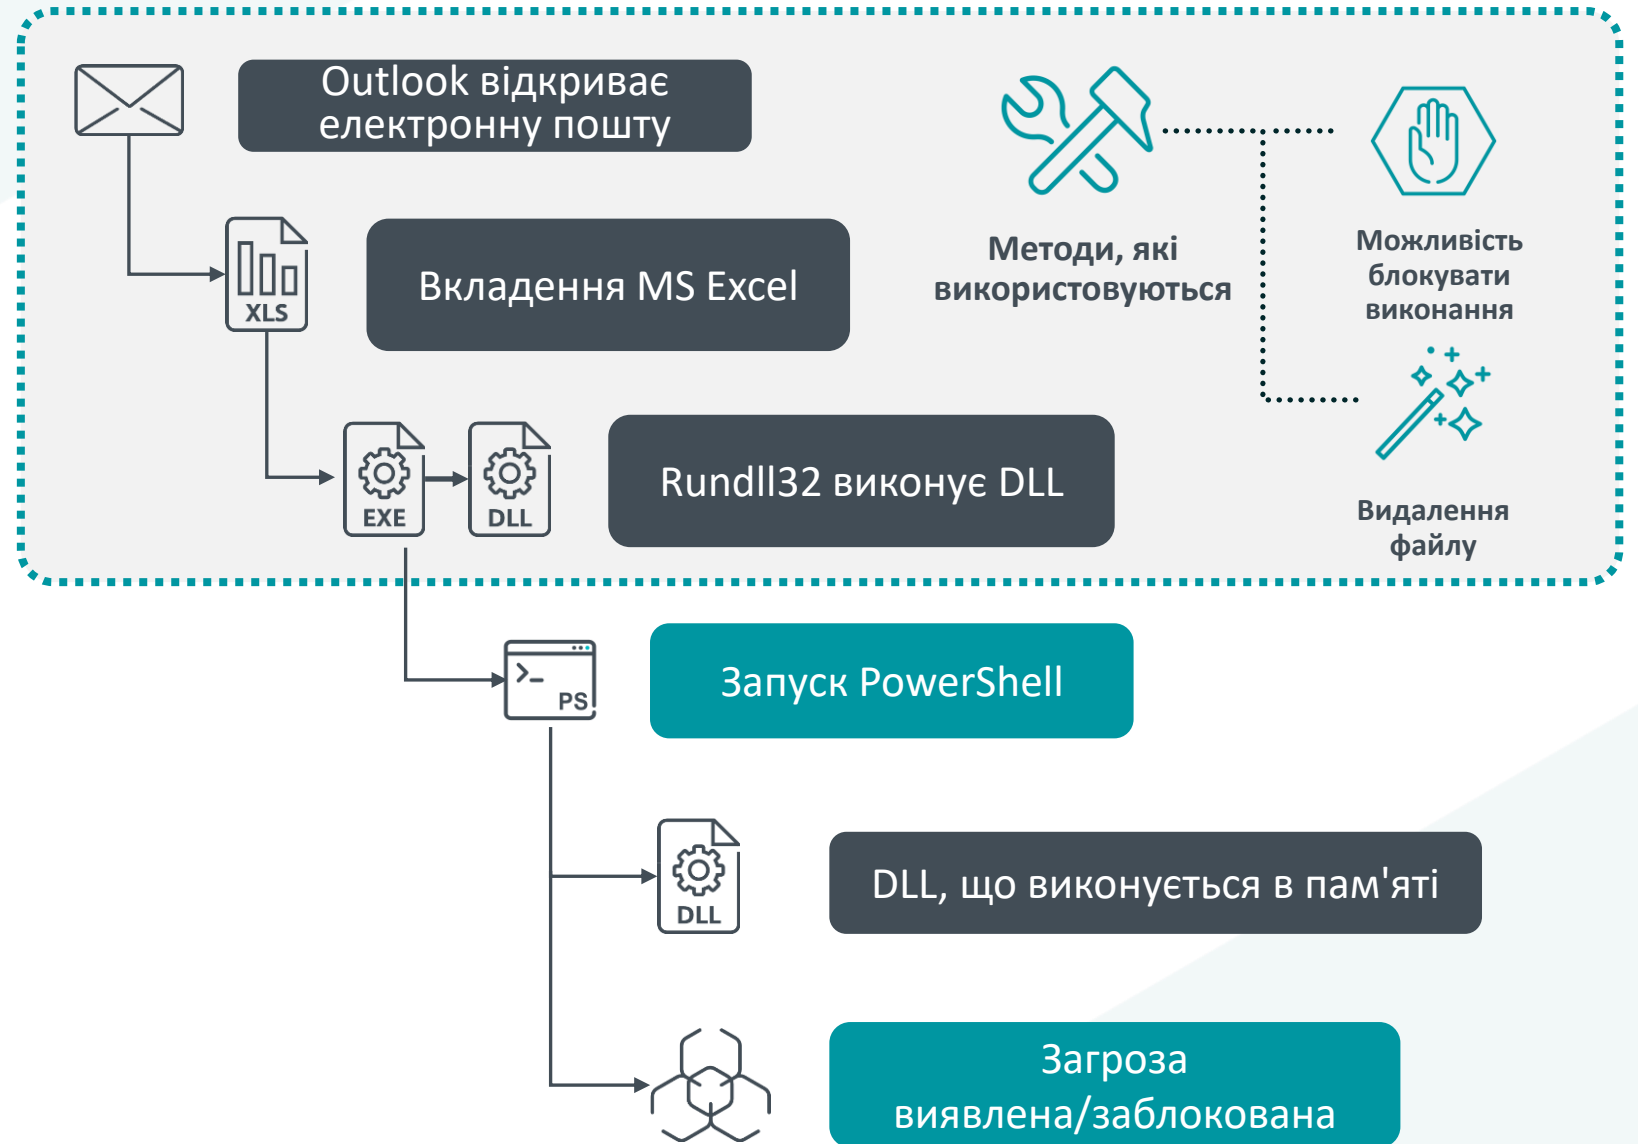 Outlook відкриває
електронну пошту
XLS
Вкладення MS Excel
Методи, які
використовуються
Можливість
блокувати
виконання
EXE
DLL
Rundll32 виконує DLL
Видалення
файлу
>_
PS
Запуск PowerShell
DLL
DLL, що виконується в пам'яті
Загроза
виявлена/заблокована